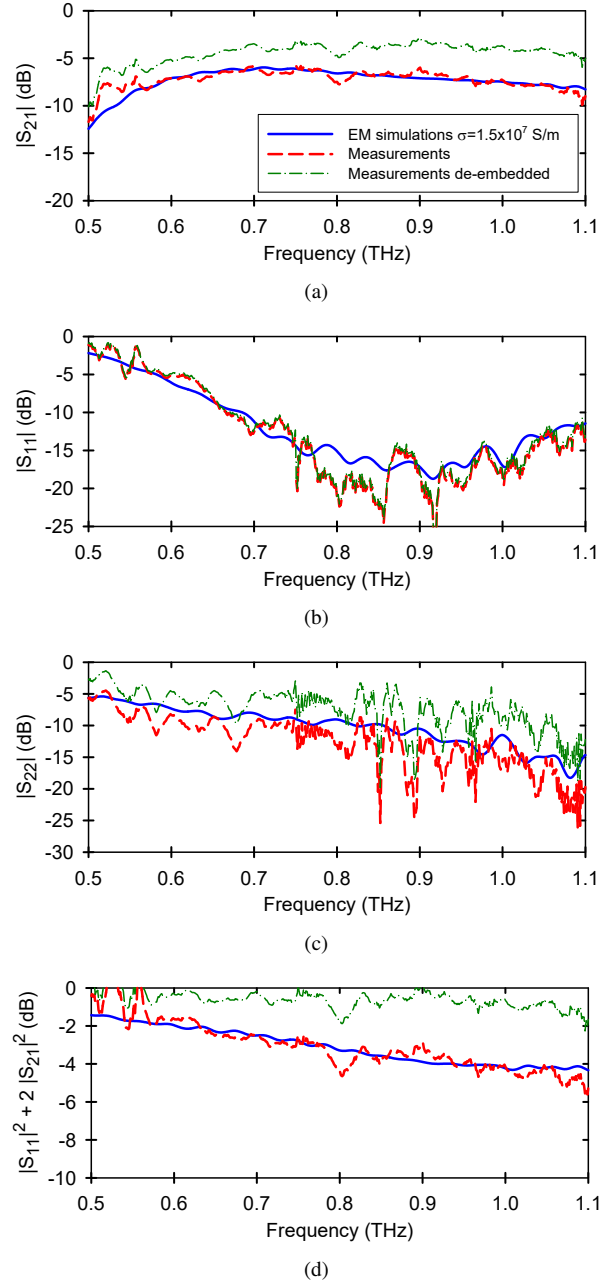 0
-5
-10
-15
-20
|S21| (dB)
EM simulations σ=1.5x10⁷ S/m
Measurements
Measurements de-embedded
0.5 0.6 0.7 0.8 0.9 1.0 1.1
Frequency (THz)
(a)
0
-5
-10
-15
-20
-25
|S11| (dB)
0.5 0.6 0.7 0.8 0.9 1.0 1.1
Frequency (THz)
(b)
0
-5
-10
-15
-20
-25
-30
|S22| (dB)
0.5 0.6 0.7 0.8 0.9 1.0 1.1
Frequency (THz)
(c)
0
-2
-4
-6
-8
-10
|S11|² + 2 |S21|² (dB)
0.5 0.6 0.7 0.8 0.9 1.0 1.1
Frequency (THz)
(d)